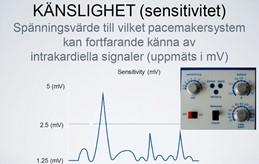 KÄNSLIGHET (sensitivitet)
Spänningsvärde till vilket pacemakersystem
kan fortfarande känna av
intrakardiella signaler (uppmäts i mV)
Sensitivity (mV)
5 (mV)
2.5 (mV)
1.25 (mV)